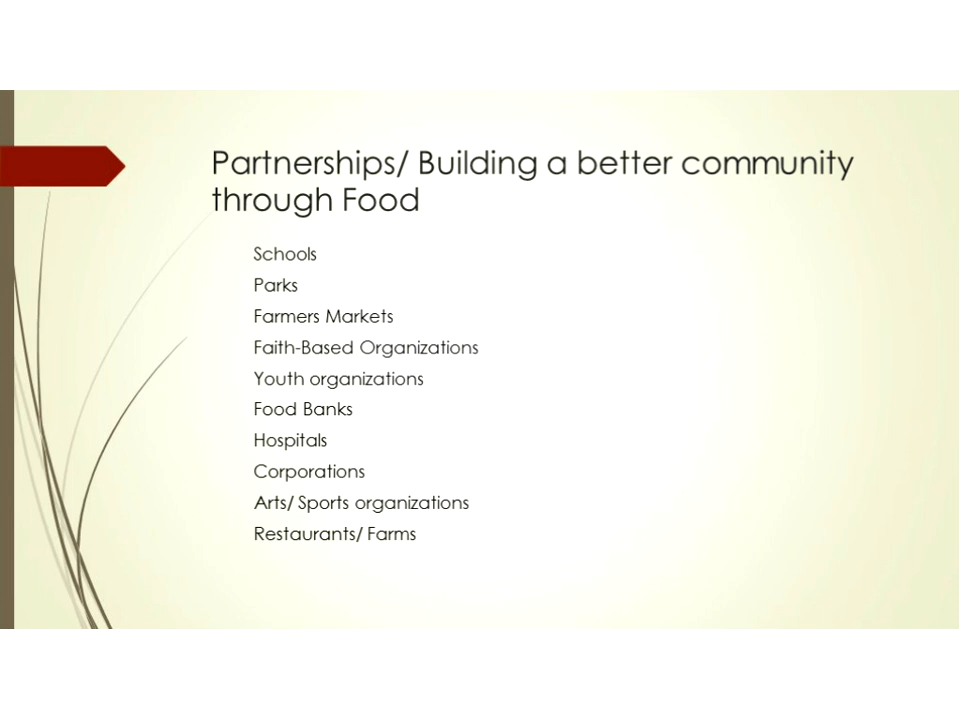 Partnerships/ Building a better community
through Food
Schools
Parks
Farmers Markets
Faith-Based Organizations
Youth organizations
Food Banks
Hospitals
Corporations
Arts/ Sports organizations
Restaurants/ Farms